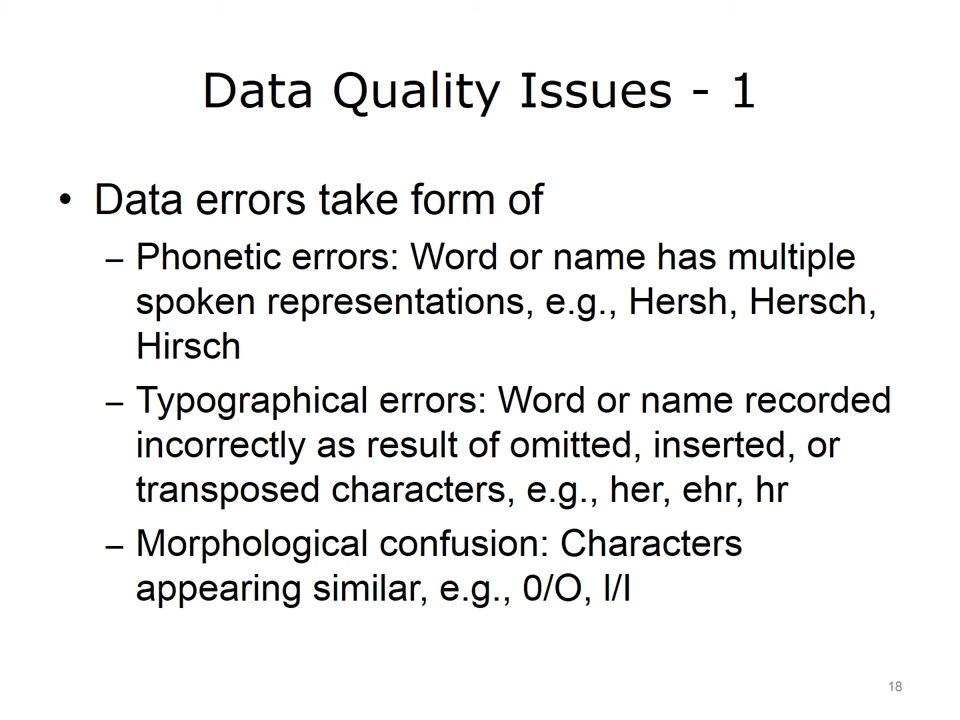 Data Quality Issues - 1
• Data errors take form of
– Phonetic errors: Word or name has multiple
spoken representations, e.g., Hersh, Hersch,
Hirsch
– Typographical errors: Word or name recorded
incorrectly as result of omitted, inserted, or
transposed characters, e.g., her, ehr, hr
– Morphological confusion: Characters
appearing similar, e.g., 0/O, l/I
18